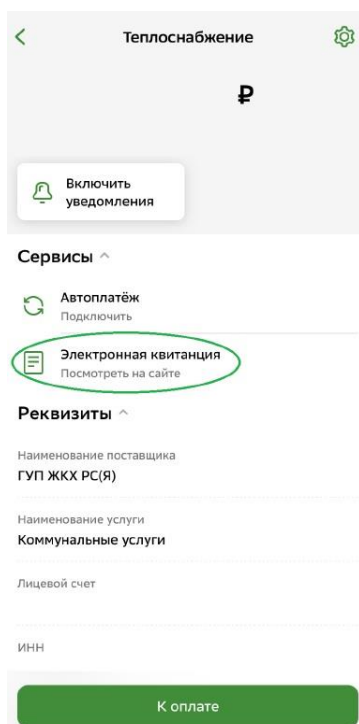 Теплоснабжение
₽
Включить
уведомления
Сервисы
Автоплатёж
Подключить
Электронная квитанция
Посмотреть на сайте
Реквизиты
Наименование поставщика
ГУП ЖКХ РС(Я)
Наименование услуги
Коммунальные услуги
Лицевой счет
ИНН
К оплате